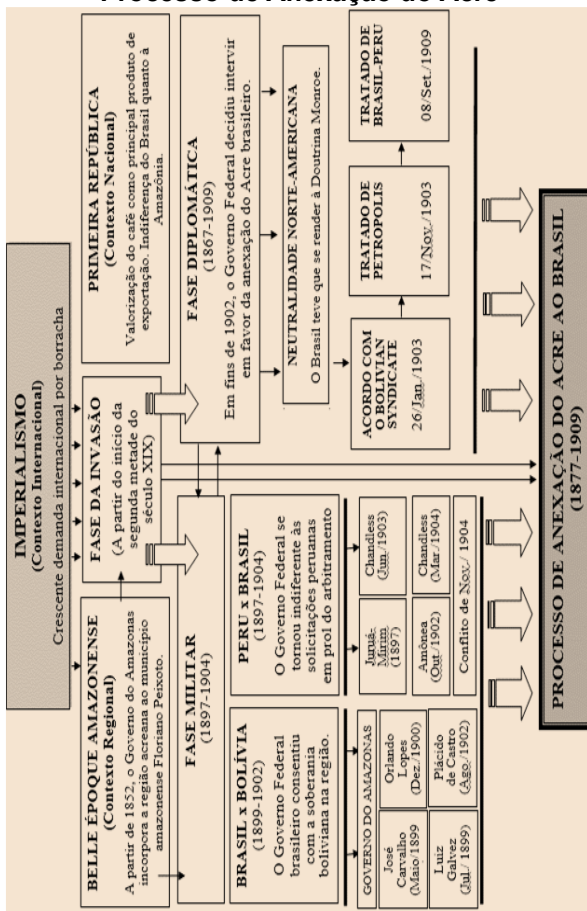 Processo de Anexação do Acre
IMPERIALISMO
(Contexto Internacional)
Crescente demanda internacional por borracha
BELLE ÉPOQUE AMAZONENSE
(Contexto Regional)
A partir de 1852, o Governo do Amazonas
incorpora a região acreana ao município
amazonense Floriano Peixoto.
FASE DA INVASÃO
(A partir do início da
segunda metade do
século XIX)
PRIMEIRA REPÚBLICA
(Contexto Nacional)
Valorização do café como principal produto de
exportação. Indiferença do Brasil quanto à
Amazônia.
FASE MILITAR
(1897-1904)
FASE DIPLOMÁTICA
(1867-1909)
Em fins de 1902, o Governo Federal decidiu intervir
em favor da anexação do Acre brasileiro.
BRASIL x BOLÍVIA
(1899-1902)
O Governo Federal
brasileiro consentiu
com a soberania
boliviana na região.
PERU x BRASIL
(1897-1904)
O Governo Federal se
tornou indiferente às
solicitações peruanas
em prol do arbitramento
NEUTRALIDADE NORTE-AMERICANA
O Brasil teve que se render à Doutrina Monroe.
GOVERNO DO AMAZONAS
José
Carvalho
(Maio/1899
Orlando
Lopes
(Dez./1900)
Luiz
Galvez
(Jul./1899)
Plácido
de Castro
(Ago./1902)
Juruá-
Mirim
(1897)
Chandless
(Jun./1903)
Amônea
(Out./1902)
Chandless
(Mar./1904)
Conflito de Nov./ 1904
ACORDO COM
O BOLIVIAN
SYNDICATE
26/Jan/1903
TRATADO DE
PETROPOLIS
17/Nov./1903
TRATADO DE
BRASIL-PERU
08/Set./1909
PROCESSO DE ANEXAÇÃO DO ACRE AO BRASIL
(1877-1909)